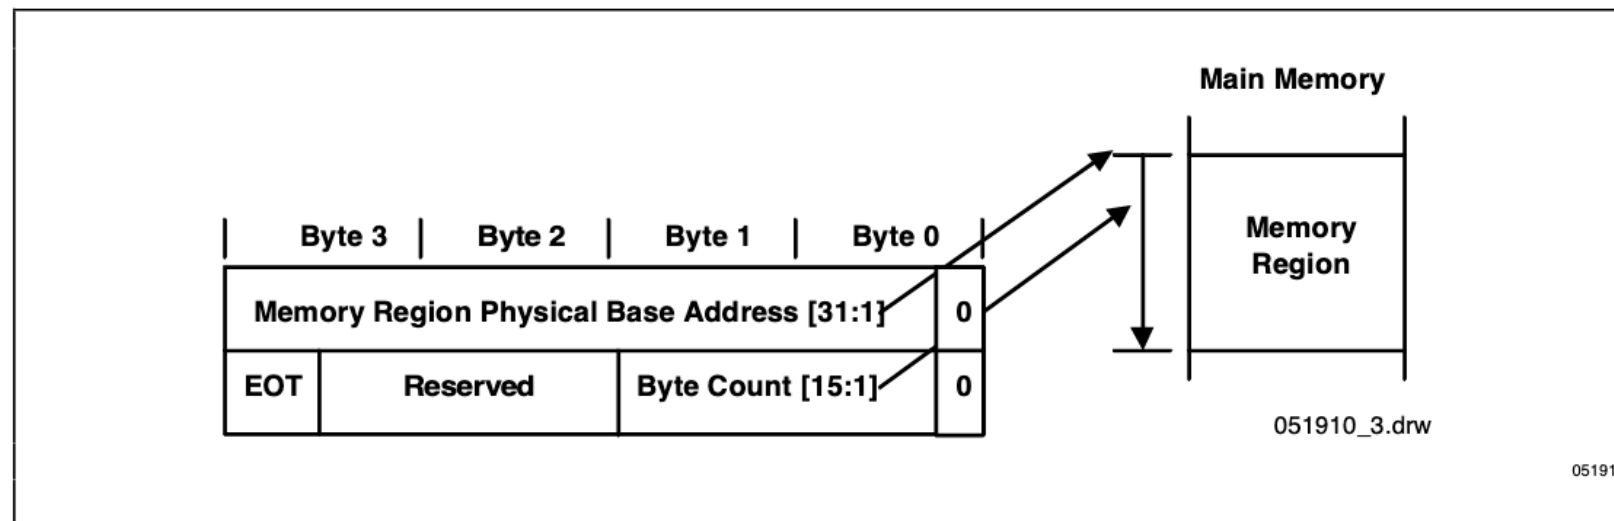 Main Memory
Byte 3 Byte 2 Byte 1 Byte 0
Memory
Region
Memory Region Physical Base Address [31:1] 0
EOT Reserved Byte Count [15:1] 0
051910_3.drw
05191